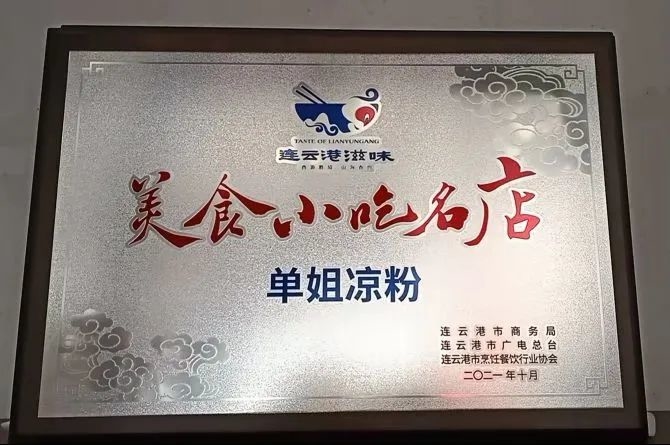 TASTE OF LIANYUNGANG
连云港滋味
美食小吃名店
单姐凉粉
连云港市商务局
连云港市广电总台
连云港市烹饪餐饮行业协会
二〇二一年十月